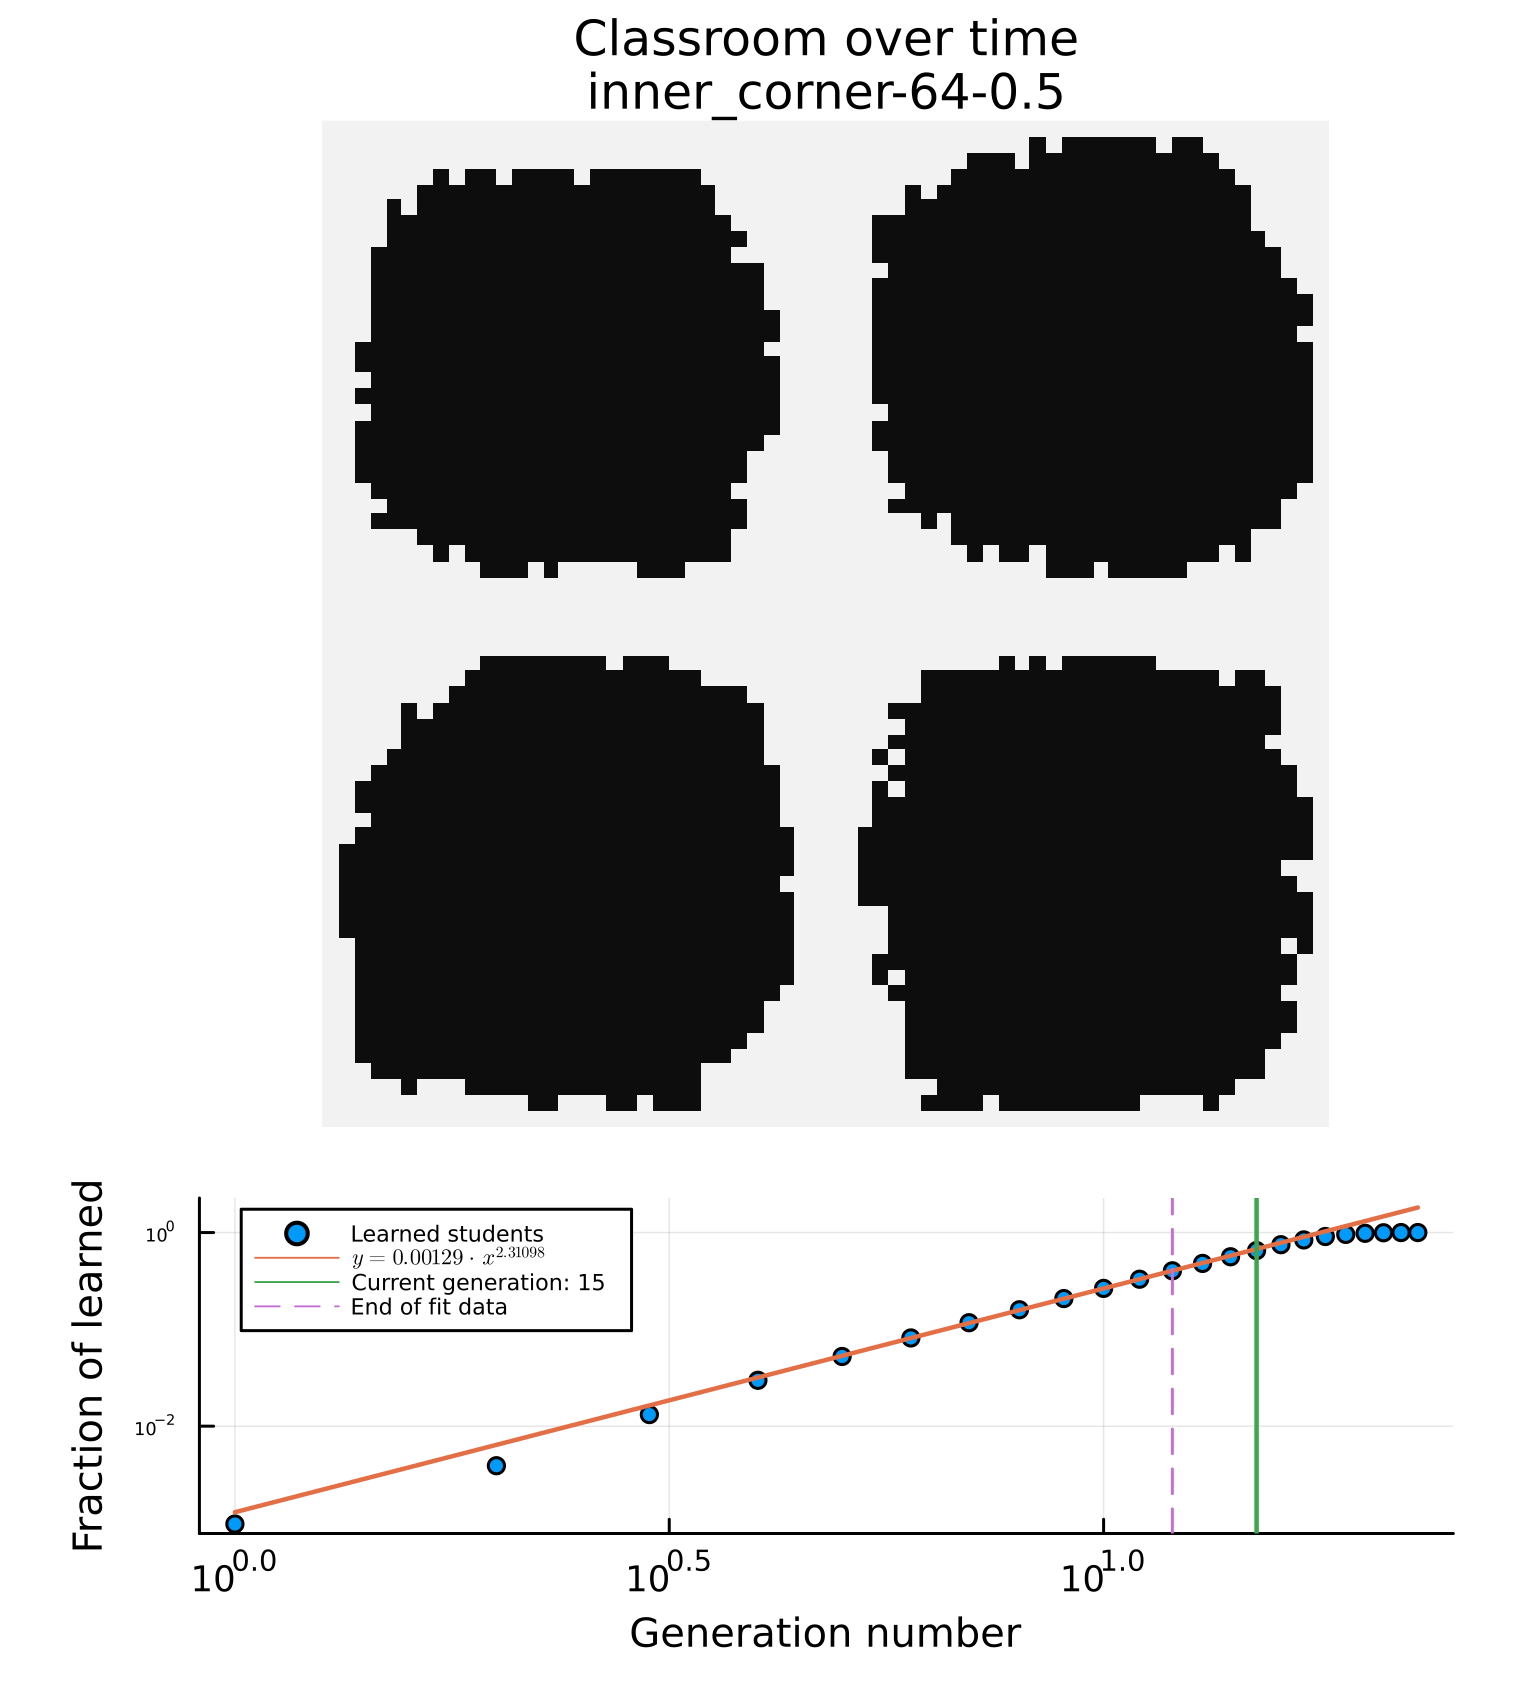 Classroom over time
inner_corner-64-0.5
Fraction of learned
10^0
10^−2
Learned students
y = 0.00129 · x^2.31098
Current generation: 15
End of fit data
10^0.0
10^0.5
10^1.0
Generation number